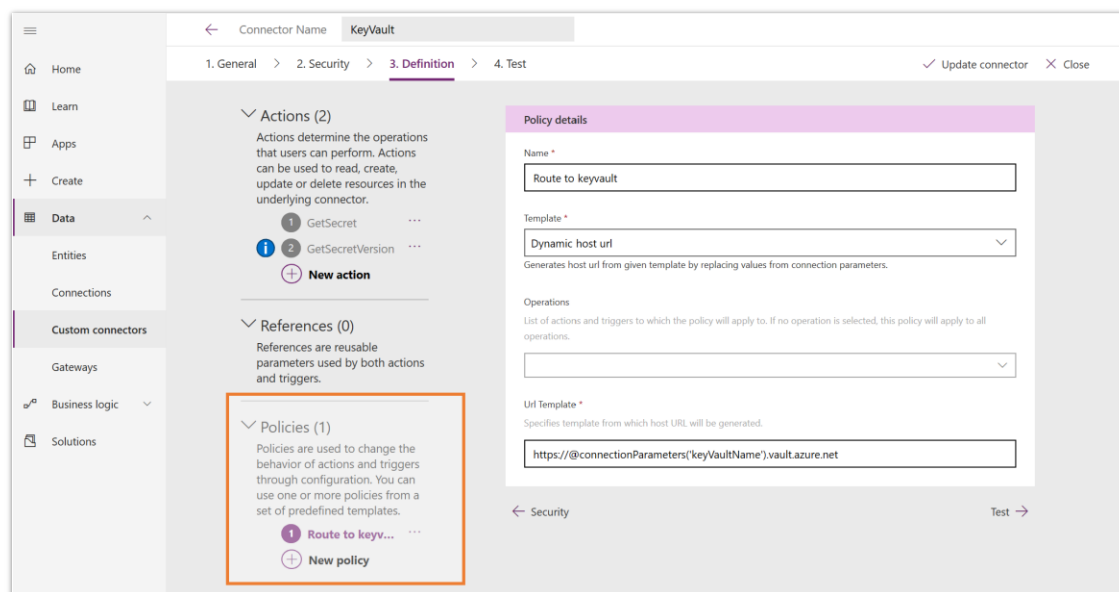 Connector Name
KeyVault
1. General > 2. Security > 3. Definition > 4. Test
Update connector
Close
Home
Learn
Apps
Create
Data
Entities
Connections
Custom connectors
Gateways
Business logic
Solutions
Actions (2)
Actions determine the operations
that users can perform. Actions
can be used to read, create,
update or delete resources in the
underlying connector.
1 GetSecret ...
i 2 GetSecretVersion ...
New action
References (0)
References are reusable
parameters used by both actions
and triggers.
Policies (1)
Policies are used to change the
behavior of actions and triggers
through configuration. You can
use one or more policies from a
set of predefined templates.
1 Route to keyv... ...
New policy
Policy details
Name *
Route to keyvault
Template *
Dynamic host url
Generates host url from given template by replacing values from connection parameters.
Operations
List of actions and triggers to which the policy will apply to. If no operation is selected, this policy will apply to all
operations.
Url Template *
Specifies template from which host URL will be generated.
https://@connectionParameters('keyVaultName').vault.azure.net
Security
Test